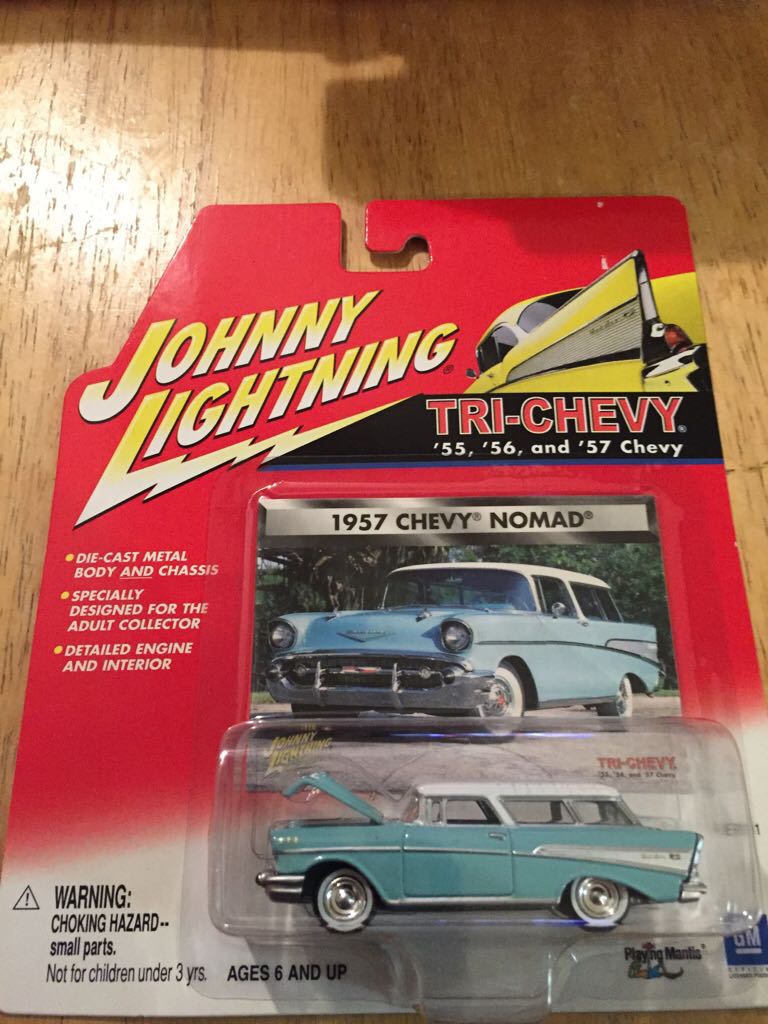 JOHNNY
LIGHTNING®
TRI-CHEVY®
'55, '56, and '57 Chevy
1957 CHEVY® NOMAD®
• DIE-CAST METAL
BODY AND CHASSIS
• SPECIALLY
DESIGNED FOR THE
ADULT COLLECTOR
• DETAILED ENGINE
AND INTERIOR
JOHNNY
LIGHTNING
TRI-CHEVY
'55, '56, and '57 Chevy
WARNING:
CHOKING HAZARD--
small parts.
Not for children under 3 yrs.
AGES 6 AND UP
Playing Mantis®
GM